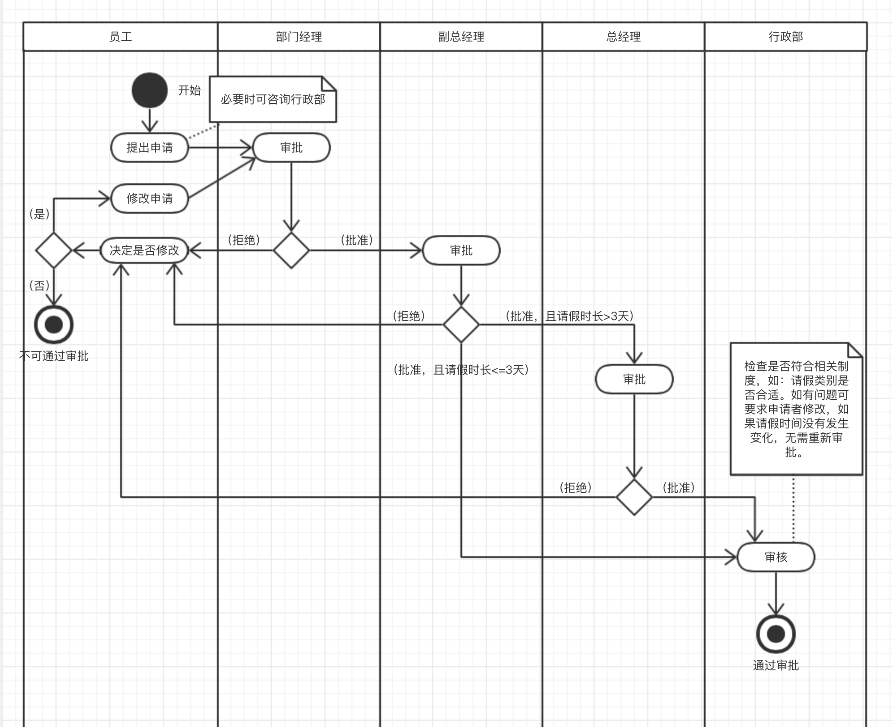 员工
部门经理
副总经理
总经理
行政部
开始
必要时可咨询行政部
提出申请
审批
修改申请
（是）
决定是否修改
（拒绝）
（批准）
审批
（否）
不可通过审批
（拒绝）
（批准，且请假时长>3天）
（批准，且请假时长<=3天）
审批
检查是否符合相关制
度，如：请假类别是
否合适。如有问题可
要求申请者修改，如
果请假时间没有发生
变化，无需重新审
批。
（拒绝）
（批准）
审核
通过审批